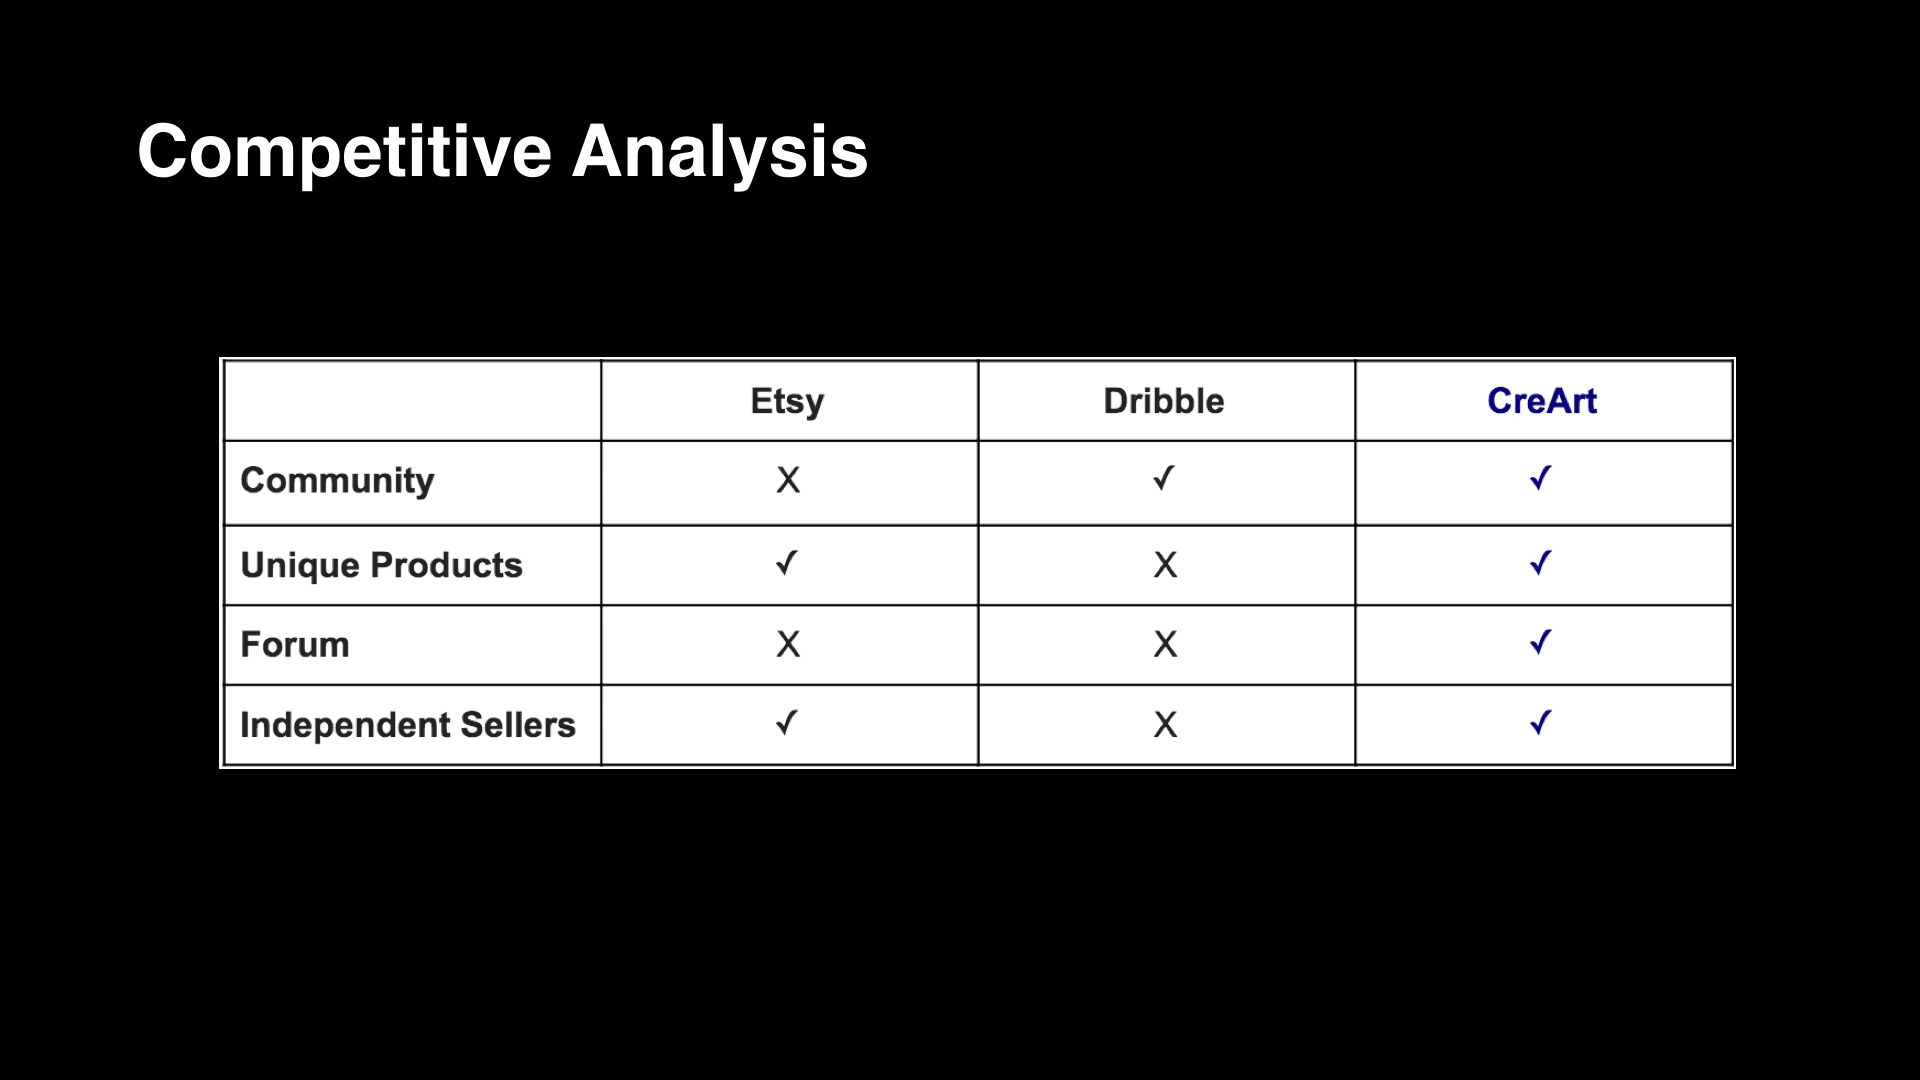 Competitive Analysis
Etsy Dribble CreArt
Community X ✓ ✓
Unique Products ✓ X ✓
Forum X X ✓
Independent Sellers ✓ X ✓